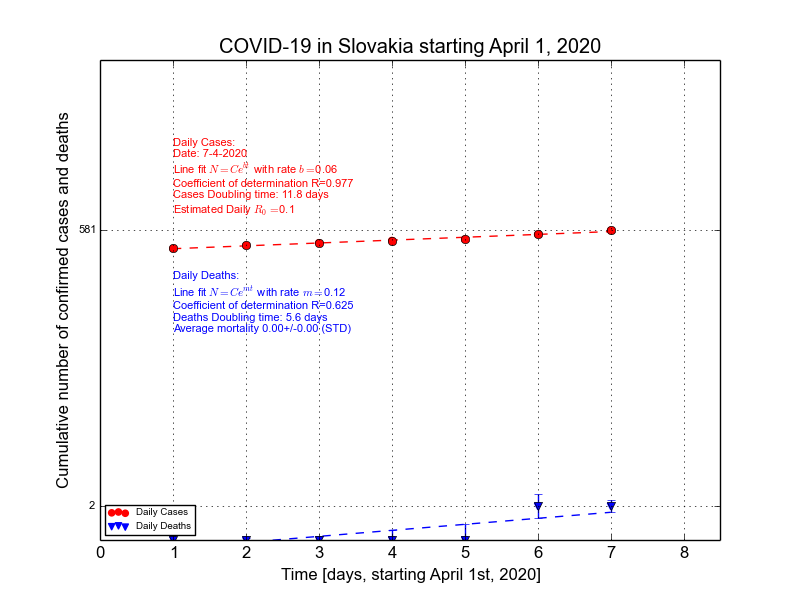 COVID-19 in Slovakia starting April 1, 2020
Daily Cases:
Date: 7-4-2020
Line fit N = Ce^{bt} with rate b = 0.06
Coefficient of determination R=0.977
Cases Doubling time: 11.8 days
Estimated Daily R_0 = 0.1
581
Daily Deaths:
Line fit N = Ce^{mt} with rate m = 0.12
Coefficient of determination R=0.625
Deaths Doubling time: 5.6 days
Average mortality 0.00+/-0.00 (STD)
Cumulative number of confirmed cases and deaths
2
Daily Cases
Daily Deaths
0 1 2 3 4 5 6 7 8
Time [days, starting April 1st, 2020]